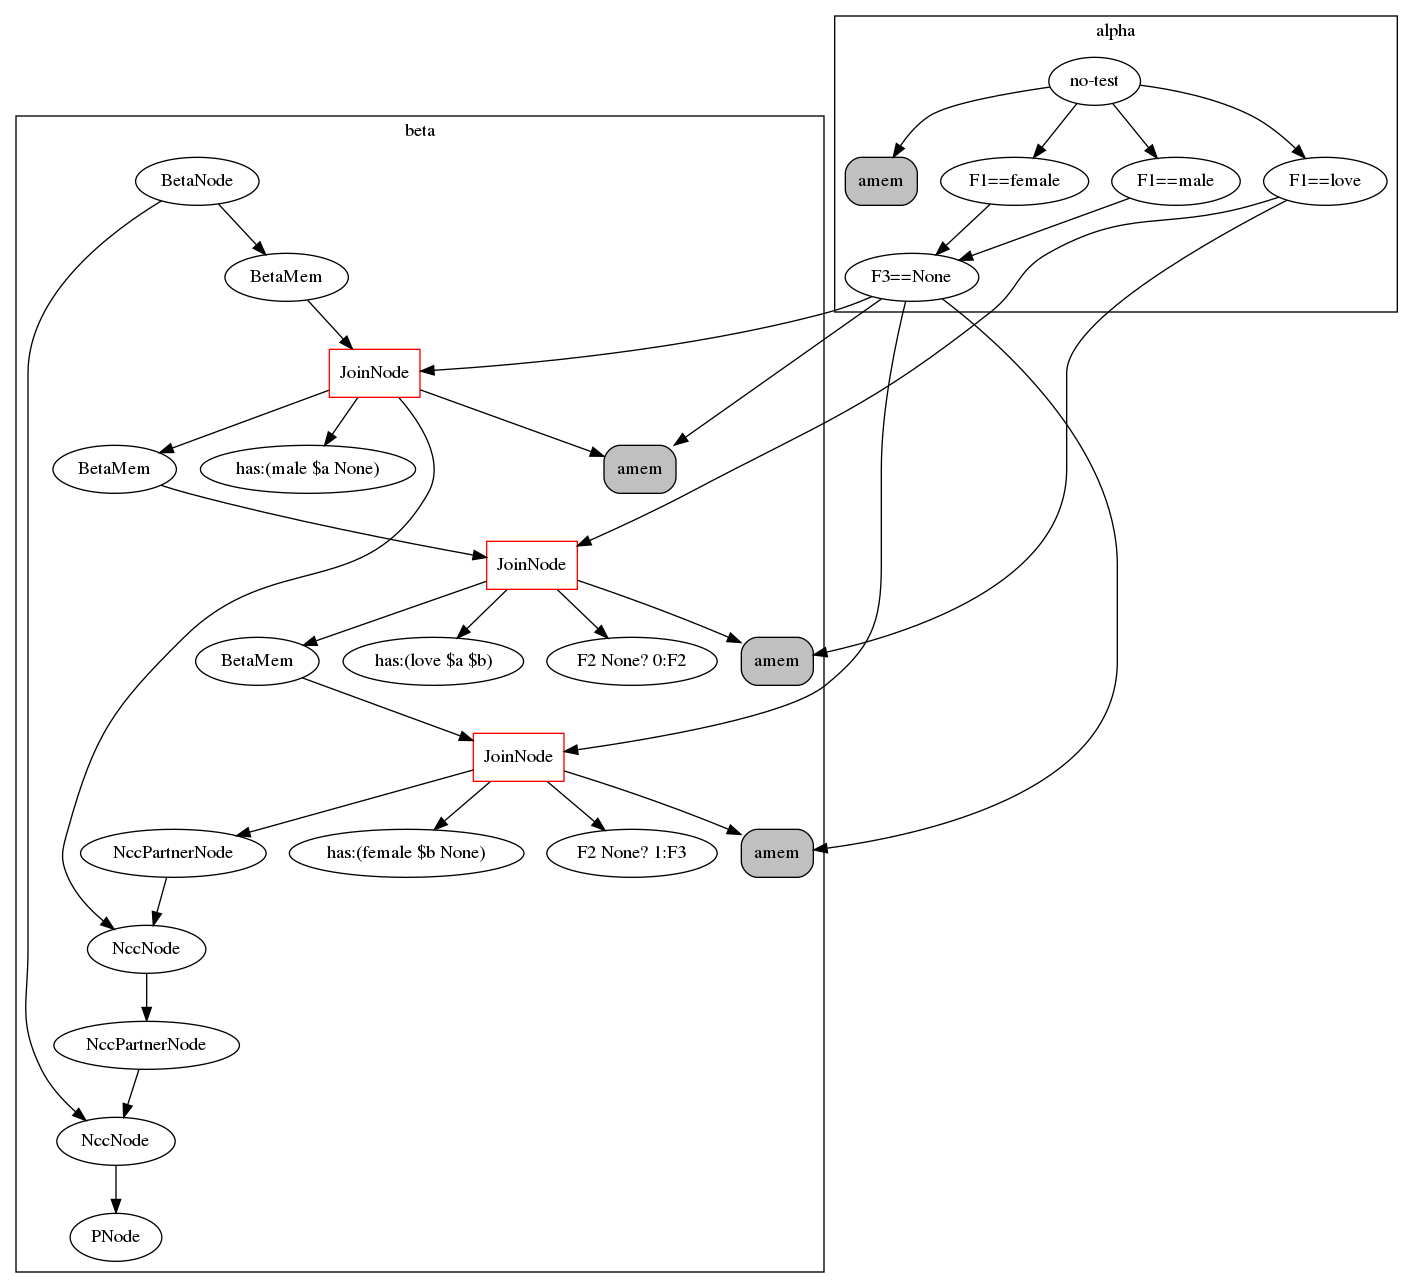 alpha
no-test
amem
F1==female
F1==male
F1==love
F3==None
beta
BetaNode
BetaMem
JoinNode
BetaMem
has:(male $a None)
amem
JoinNode
BetaMem
has:(love $a $b)
F2 None? 0:F2
amem
JoinNode
NccPartnerNode
has:(female $b None)
F2 None? 1:F3
amem
NccNode
NccPartnerNode
NccNode
PNode